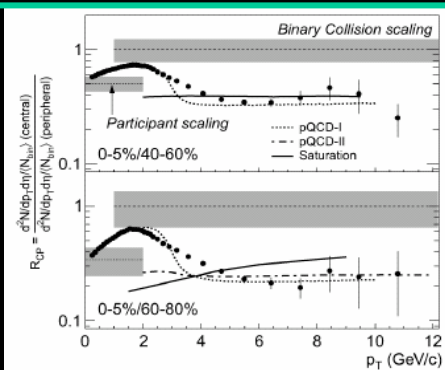 Binary Collision scaling
1
Participant scaling
pQCD-I
pQCD-II
Saturation
0.1
0-5%/40-60%
R_CP = d²N/dp_T dη/⟨N_bin⟩ (central)
d²N/dp_T dη/⟨N_bin⟩ (peripheral)
1
0.1
0-5%/60-80%
0 2 4 6 8 10 12
p_T (GeV/c)